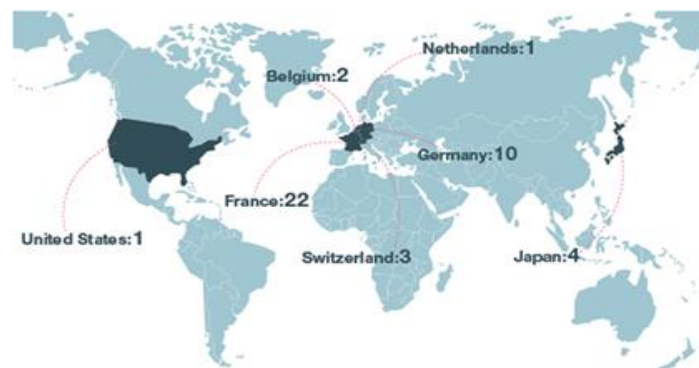 Netherlands:1
Belgium:2
Germany:10
France:22
United States:1
Switzerland:3
Japan:4